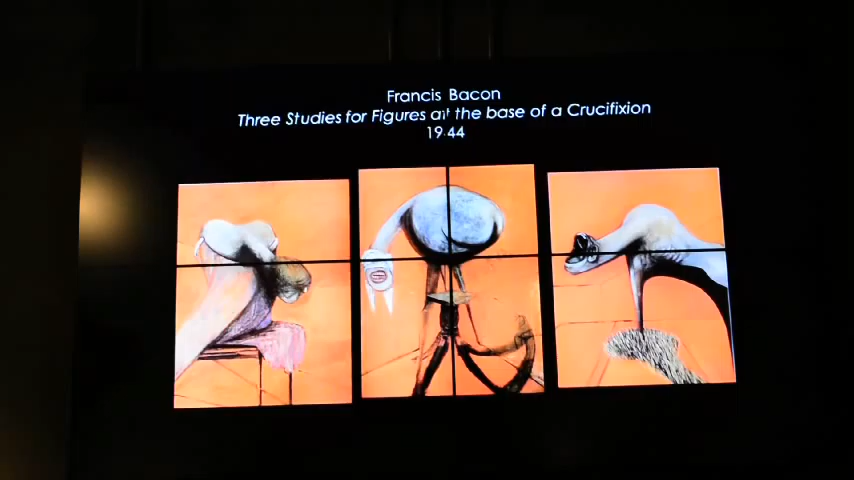 Francis Bacon
Three Studies for Figures at the base of a Crucifixion
1944